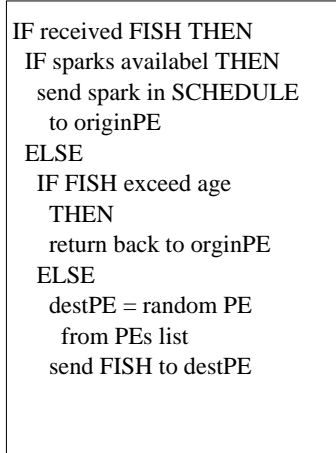 IF received FISH THEN
IF sparks availabel THEN
send spark in SCHEDULE
to originPE
ELSE
IF FISH exceed age
THEN
return back to orginPE
ELSE
destPE = random PE
from PEs list
send FISH to destPE